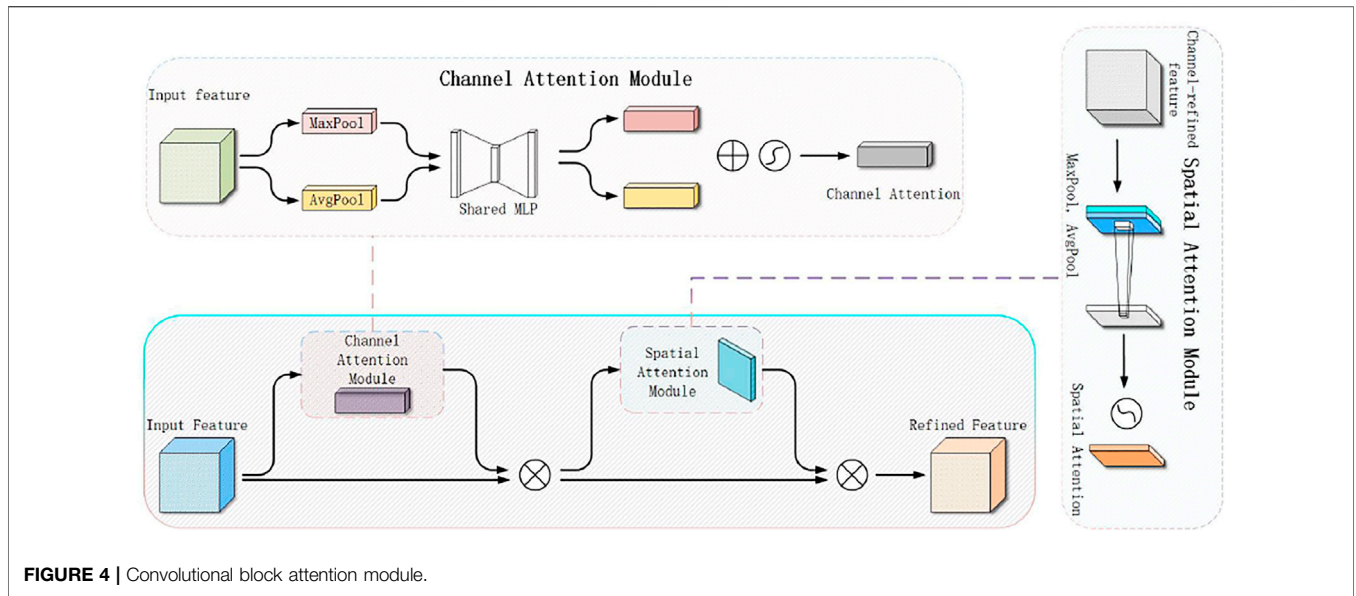 Channel Attention Module
Input feature
MaxPool
AvgPool
Shared MLP
Channel Attention
Channel
Attention
Module
Input Feature
Spatial
Attention
Module
Refined Feature
Channel-refined
feature
MaxPool, AvgPool
Spatial Attention Module
Spatial Attention
FIGURE 4 | Convolutional block attention module.